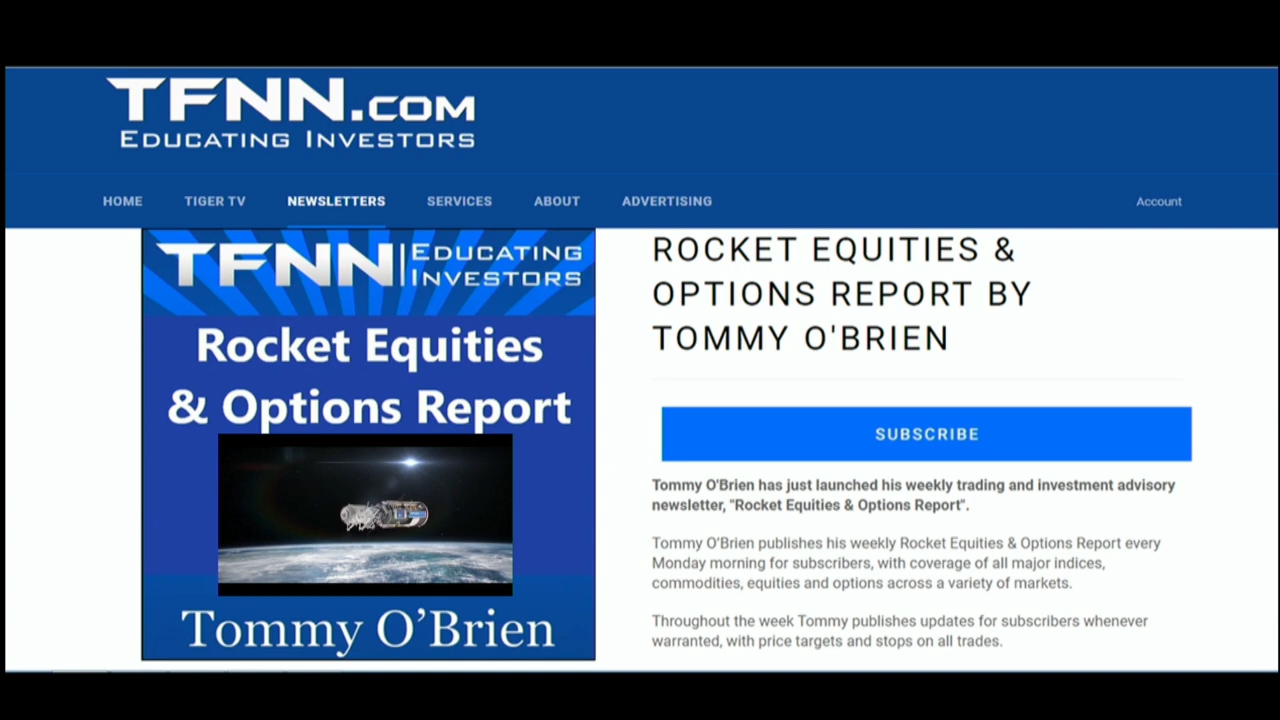 TFNN.COM
EDUCATING INVESTORS
HOME TIGER TV NEWSLETTERS SERVICES ABOUT ADVERTISING Account
TFNN EDUCATING
INVESTORS
Rocket Equities
& Options Report
Tommy O’Brien
ROCKET EQUITIES &
OPTIONS REPORT BY
TOMMY O'BRIEN
SUBSCRIBE
Tommy O'Brien has just launched his weekly trading and investment advisory
newsletter, "Rocket Equities & Options Report".
Tommy O’Brien publishes his weekly Rocket Equities & Options Report every
Monday morning for subscribers, with coverage of all major indices,
commodities, equities and options across a variety of markets.
Throughout the week Tommy publishes updates for subscribers whenever
warranted, with price targets and stops on all trades.